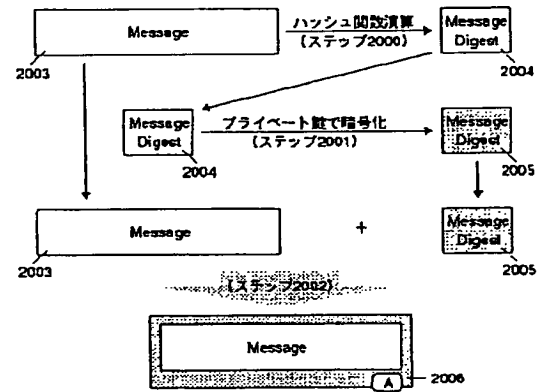 Message
ハッシュ関数演算
(ステップ2000)
Message
Digest
2003
2004
Message
Digest
プライベート鍵で暗号化
(ステップ2001)
Message
Digest
2004
2005
Message
+
Message
Digest
2003
2005
(ステップ2002)
Message
A
2006